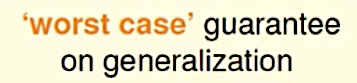 ‘worst case’ guarantee
on generalization